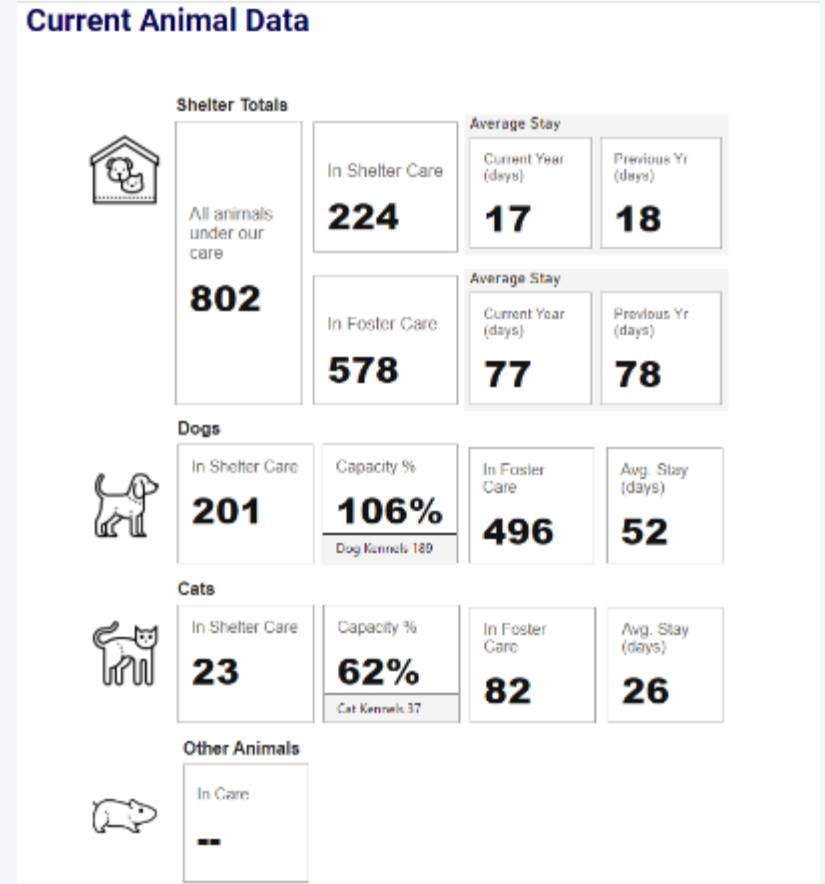 Current Animal Data
Shelter Totals
All animals
under our
care
802
In Shelter Care
224
Average Stay
Current Year
(days)
17
Previous Yr
(days)
18
In Foster Care
578
Average Stay
Current Year
(days)
77
Previous Yr
(days)
78
Dogs
In Shelter Care
201
Capacity %
106%
Dog Kennels 189
In Foster
Care
496
Avg. Stay
(days)
52
Cats
In Shelter Care
23
Capacity %
62%
Cat Kennels 37
In Foster
Care
82
Avg. Stay
(days)
26
Other Animals
In Care
--